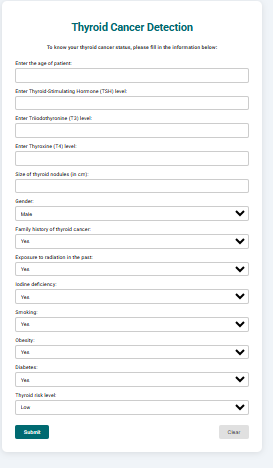 Thyroid Cancer Detection
To know your thyroid cancer status, please fill in the information below:
Enter the age of patient:
Enter Thyroid-Stimulating Hormone (TSH) level:
Enter Triiodothyronine (T3) level:
Enter Thyroxine (T4) level:
Size of thyroid nodules (in cm):
Gender:
Male
Family history of thyroid cancer:
Yes
Exposure to radiation in the past:
Yes
Iodine deficiency:
Yes
Smoking:
Yes
Obesity:
Yes
Diabetes:
Yes
Thyroid risk level:
Low
Submit Clear